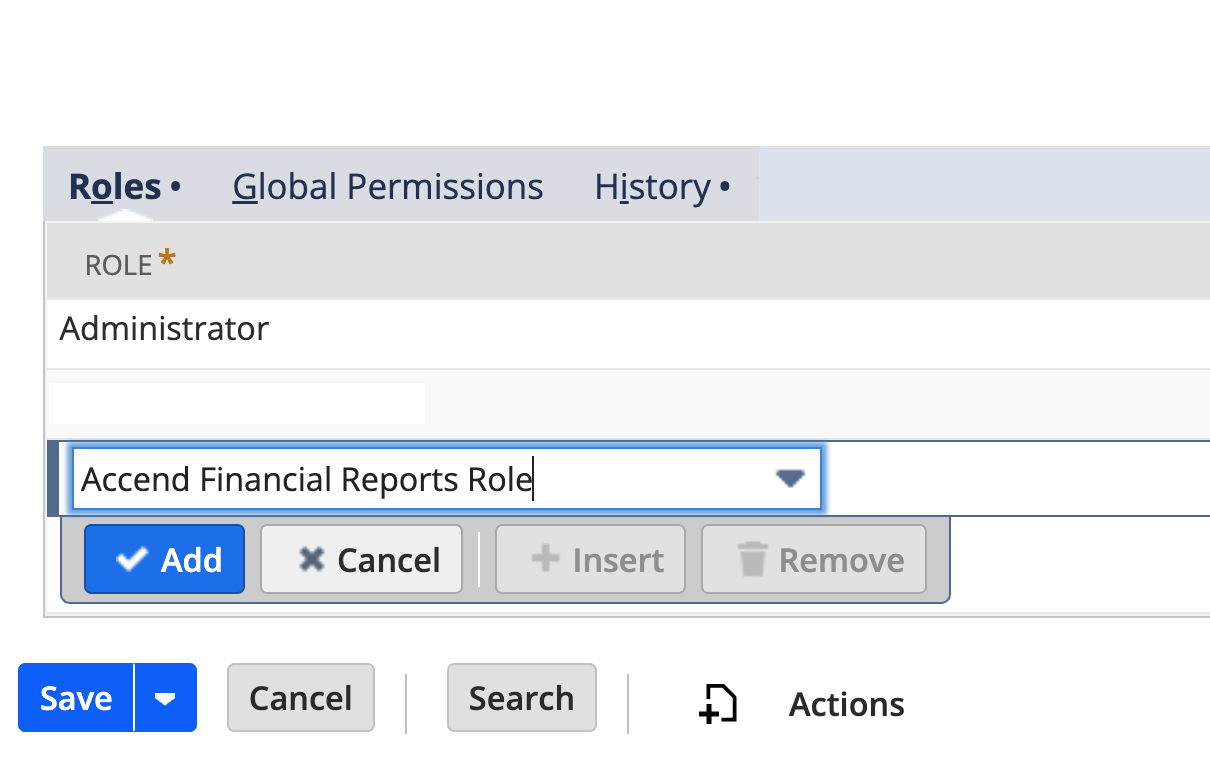 Roles • Global Permissions History •
ROLE *
Administrator
Accend Financial Reports Role
Add Cancel Insert Remove
Save Cancel Search Actions